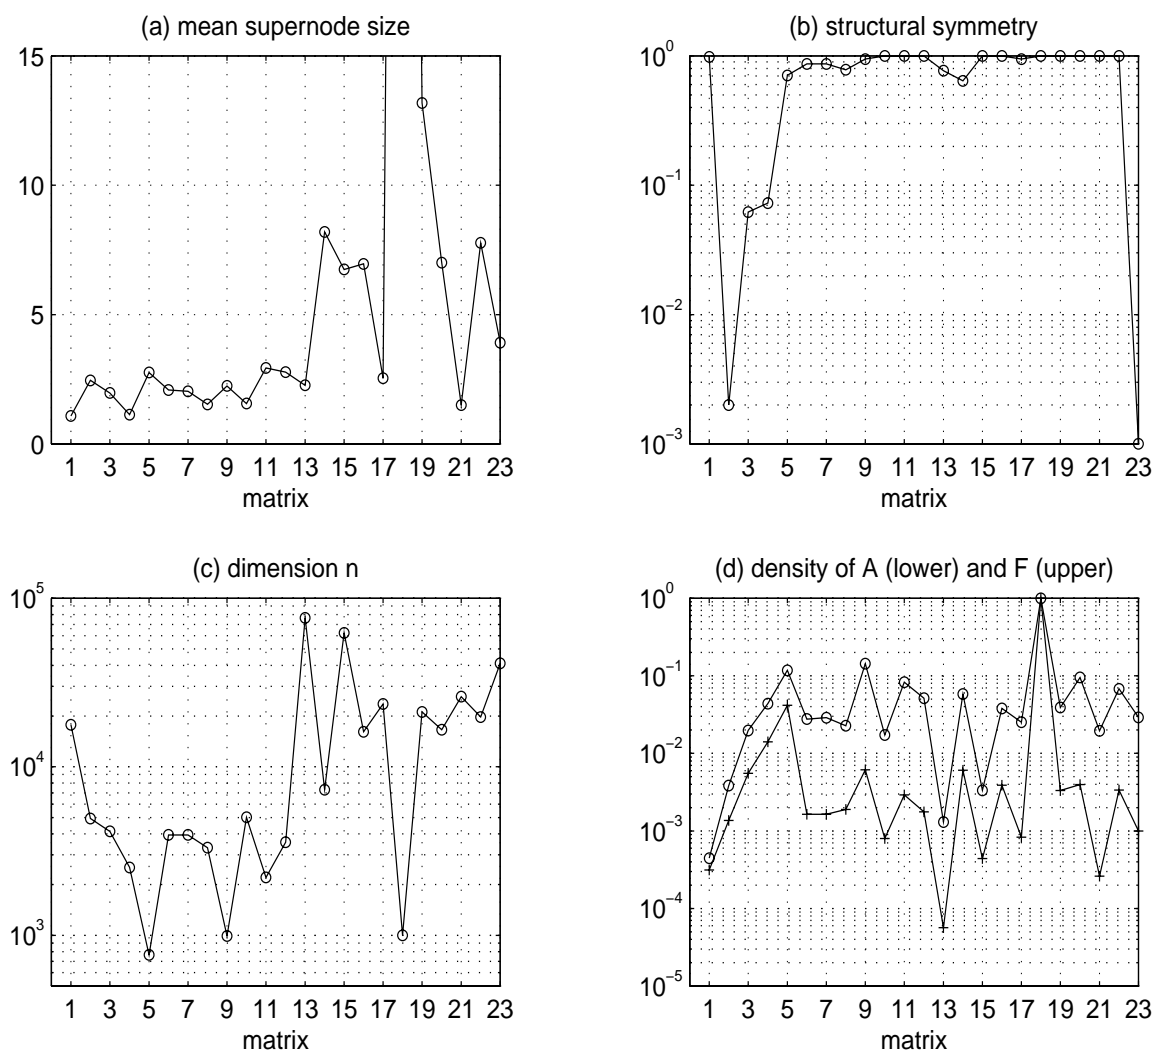 (a) mean supernode size
15
10
5
0
1 3 5 7 9 11 13 15 17 19 21 23
matrix
(b) structural symmetry
10^0
10^−1
10^−2
10^−3
1 3 5 7 9 11 13 15 17 19 21 23
matrix
(c) dimension n
10^5
10^4
10^3
1 3 5 7 9 11 13 15 17 19 21 23
matrix
(d) density of A (lower) and F (upper)
10^0
10^−1
10^−2
10^−3
10^−4
10^−5
1 3 5 7 9 11 13 15 17 19 21 23
matrix